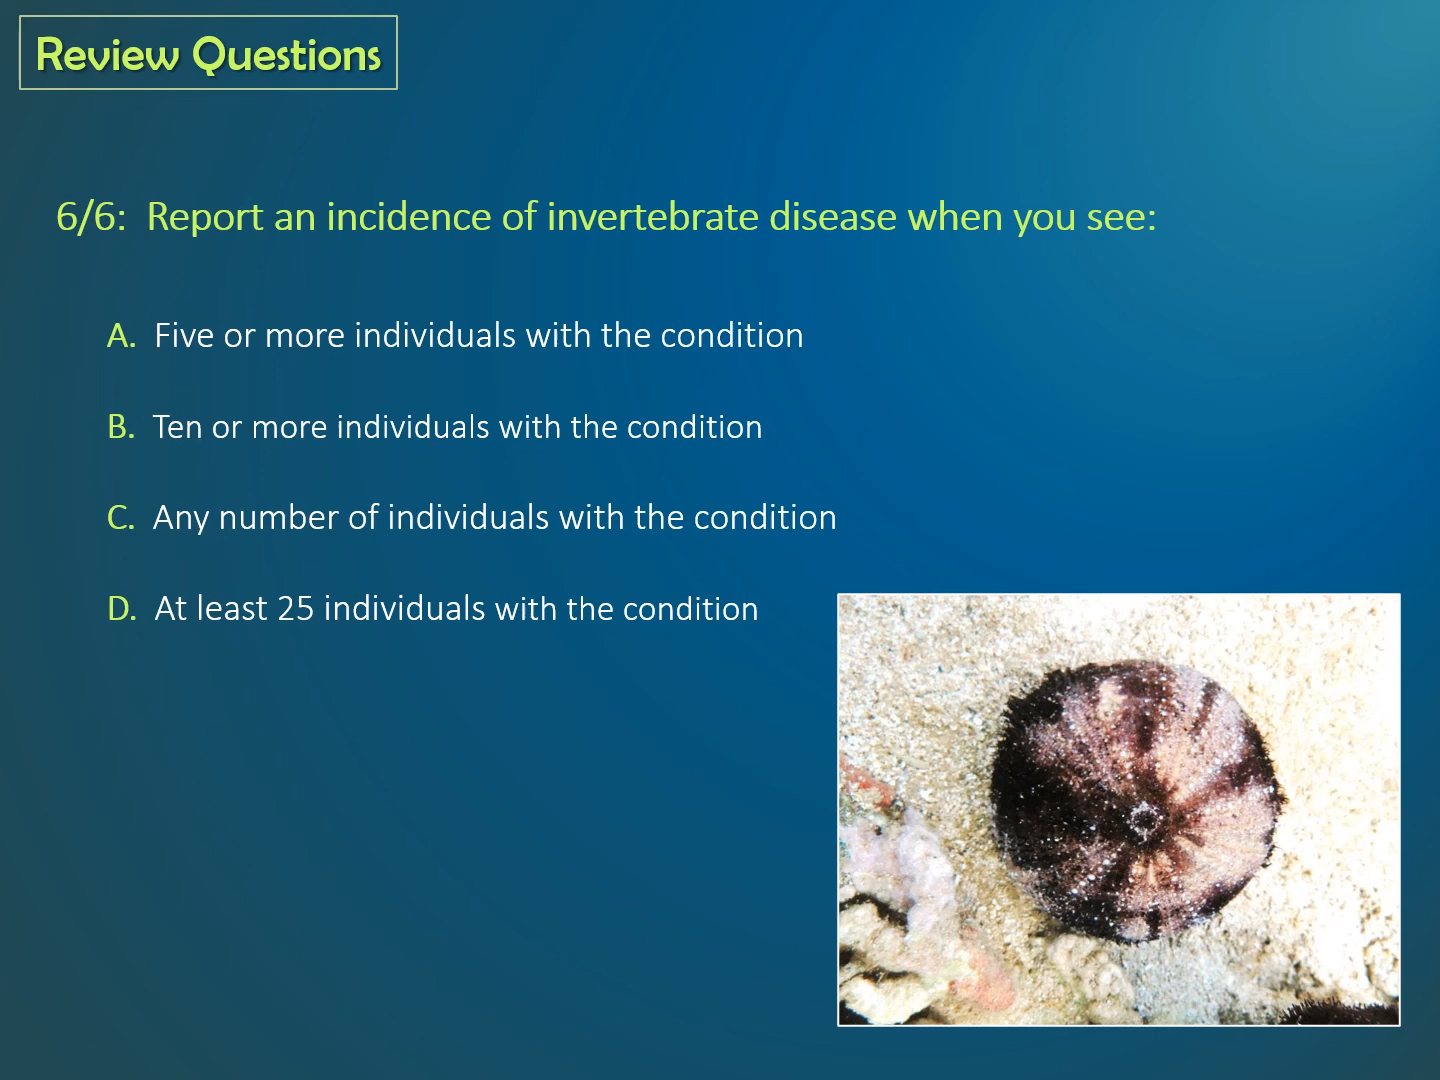 Review Questions
6/6: Report an incidence of invertebrate disease when you see:
A. Five or more individuals with the condition
B. Ten or more individuals with the condition
C. Any number of individuals with the condition
D. At least 25 individuals with the condition